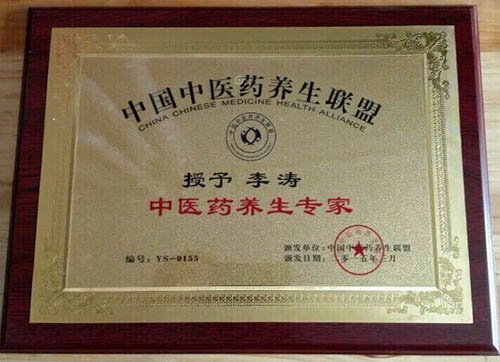 中国中医药养生联盟
CHINA CHINESE MEDICINE HEALTH ALLIANCE
授予 李涛
中医药养生专家
颁发单位:中国中医药养生联盟
编号:YS-0155
颁发日期:二零一五年三月